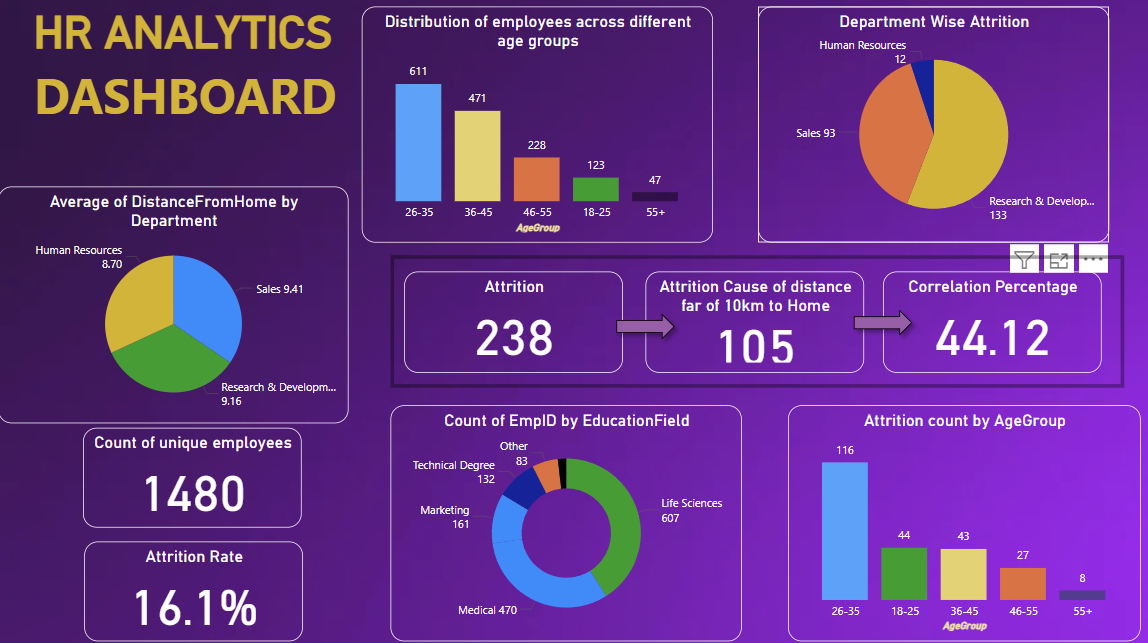 HR ANALYTICS
DASHBOARD
Distribution of employees across different
age groups
611
471
228
123
47
26-35
36-45
46-55
18-25
55+
AgeGroup
Department Wise Attrition
Human Resources
12
Sales 93
Research & Develop...
133
Average of DistanceFromHome by
Department
Human Resources
8.70
Sales 9.41
Research & Developm...
9.16
Attrition
238
Attrition Cause of distance
far of 10km to Home
105
Correlation Percentage
44.12
Count of unique employees
1480
Attrition Rate
16.1%
Count of EmpID by EducationField
Other
83
Technical Degree
132
Marketing
161
Life Sciences
607
Medical 470
Attrition count by AgeGroup
116
44
43
27
8
26-35
18-25
36-45
46-55
55+
AgeGroup